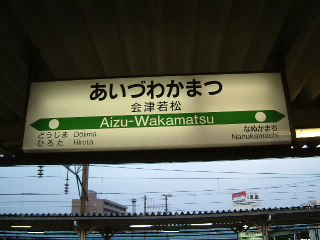 あいづわかまつ
会津若松
Aizu-Wakamatsu
どうじま Dōjima
ひろた Hirota
なぬかまち
Nanukamachi